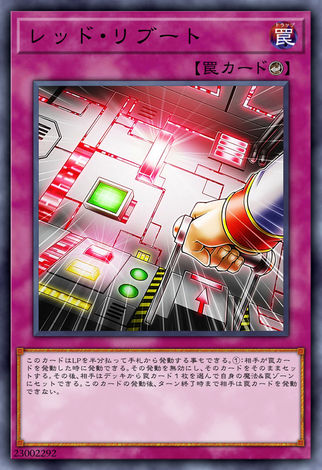 レッド・リブート
トラップ
罠
【罠カード】
このカードはLPを半分払って手札から発動する事もできる。①:相手が罠カー
ドを発動した時に発動できる。その発動を無効にし、そのカードをそのままセッ
トする。その後、相手はデッキから罠カード1枚を選んで自身の魔法&罠ゾーン
にセットできる。このカードの発動後、ターン終了時まで相手は罠カードを発動
できない。
23002292